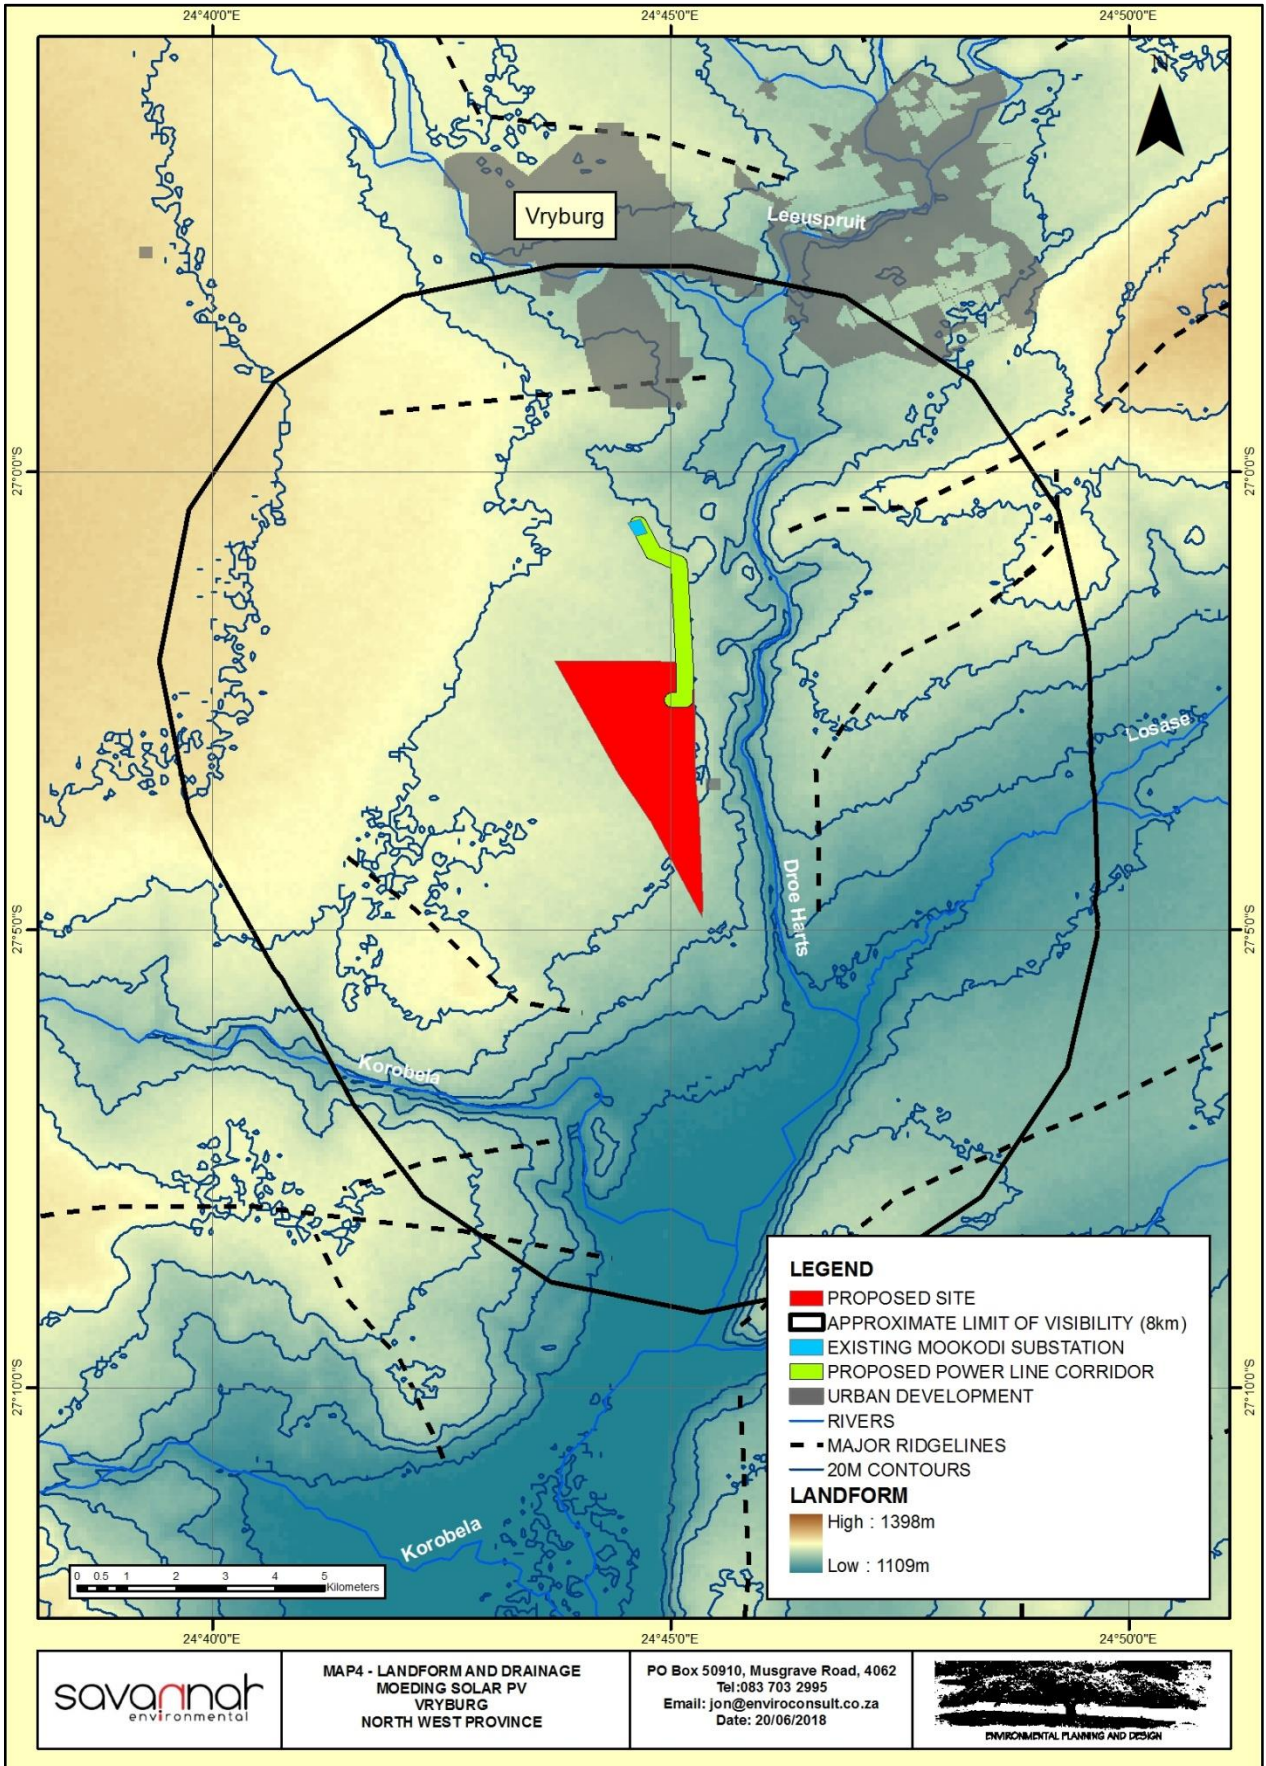 24°40'0"E
24°45'0"E
24°50'0"E
N
Vryburg
Leeuspruit
27°0'0"S
27°0'0"S
Losase
Droe Harts
27°5'0"S
27°5'0"S
Korobela
LEGEND
PROPOSED SITE
APPROXIMATE LIMIT OF VISIBILITY (8km)
EXISTING MOOKODI SUBSTATION
PROPOSED POWER LINE CORRIDOR
URBAN DEVELOPMENT
RIVERS
MAJOR RIDGELINES
20M CONTOURS
LANDFORM
High : 1398m
Low : 1109m
27°10'0"S
27°10'0"S
Korobela
0 0.5 1 2 3 4 5
Kilometers
24°40'0"E
24°45'0"E
24°50'0"E
savannah
environmental
MAP4 - LANDFORM AND DRAINAGE
MOEDING SOLAR PV
VRYBURG
NORTH WEST PROVINCE
PO Box 50910, Musgrave Road, 4062
Tel:083 703 2995
Email: jon@enviroconsult.co.za
Date: 20/06/2018
ENVIRONMENTAL PLANNING AND DESIGN